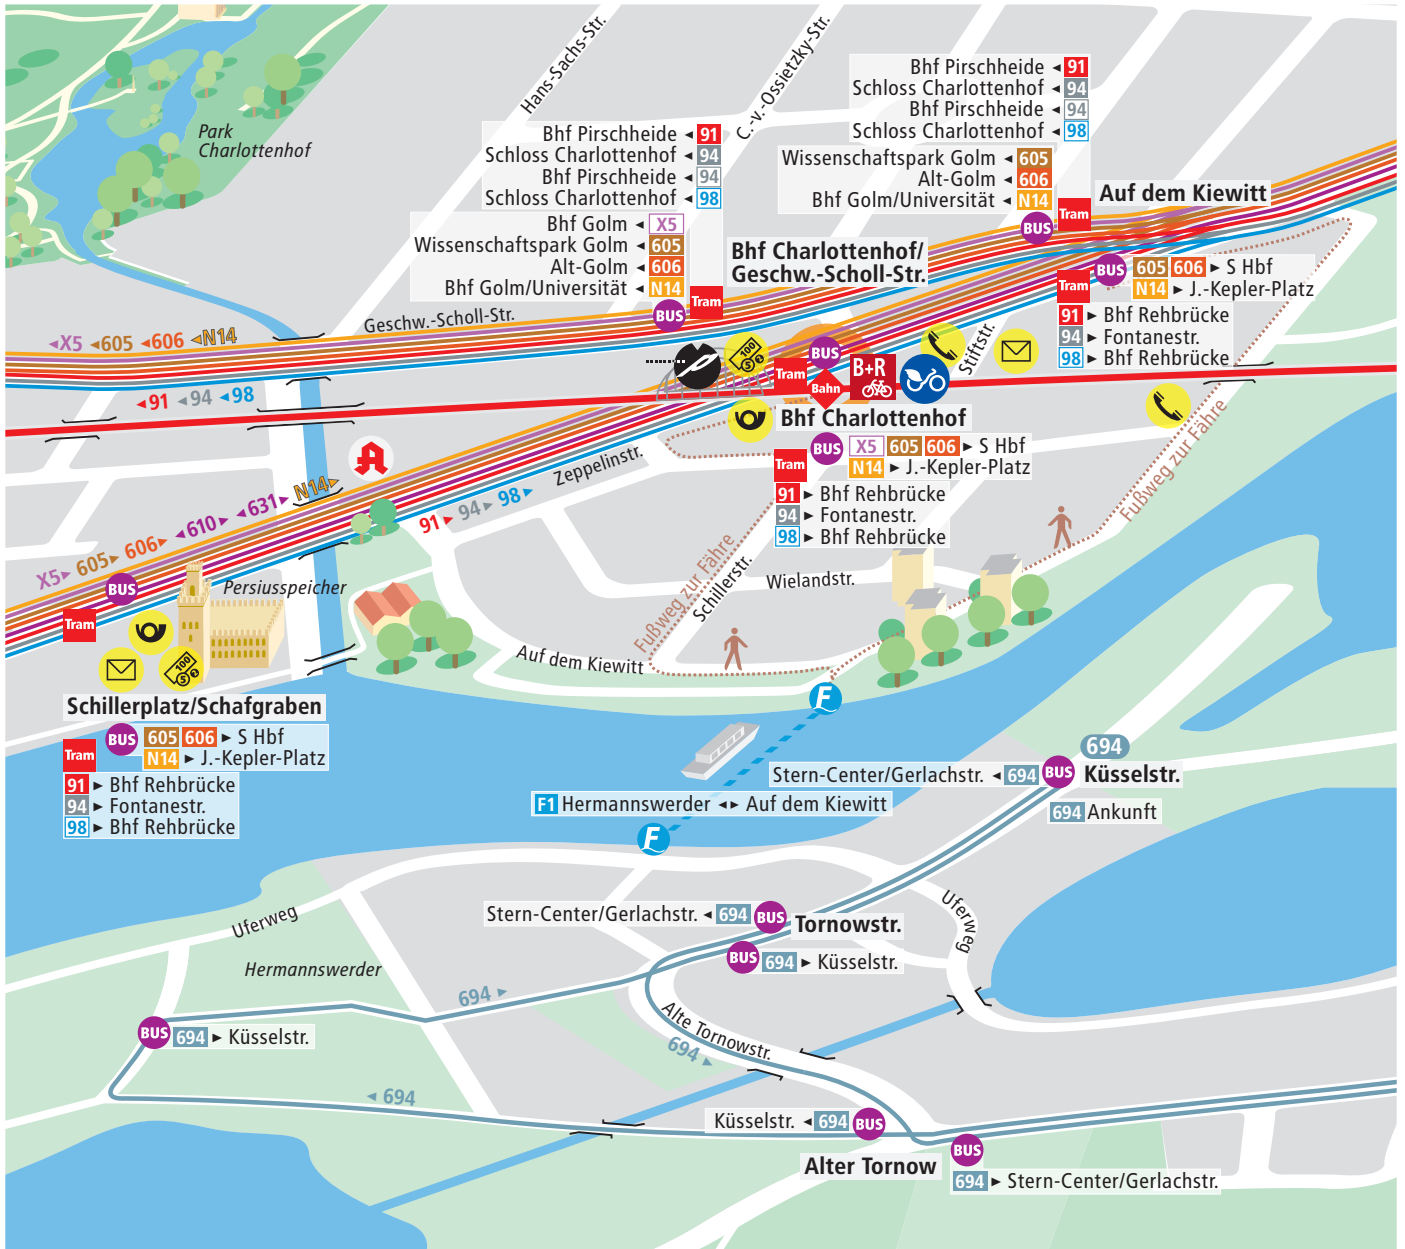 Hans-Sachs-Str.
C.-v.-Ossietzky-Str.
Park
Charlottenhof
Bhf Pirschheide ◄ 91
Schloss Charlottenhof ◄ 94
Bhf Pirschheide ◄ 94
Schloss Charlottenhof ◄ 98
Wissenschaftspark Golm ◄ 605
Alt-Golm ◄ 606
Bhf Golm/Universität ◄ N14
BUS
Tram
Auf dem Kiewitt
Bhf Pirschheide ◄ 91
Schloss Charlottenhof ◄ 94
Bhf Pirschheide ◄ 94
Schloss Charlottenhof ◄ 98
Bhf Golm ◄ X5
Wissenschaftspark Golm ◄ 605
Alt-Golm ◄ 606
Bhf Golm/Universität ◄ N14
BUS
Tram
Bhf Charlottenhof/
Geschw.-Scholl-Str.
Tram
BUS
605 606 ► S Hbf
N14 ► J.-Kepler-Platz
91 ► Bhf Rehbrücke
94 ► Fontanestr.
98 ► Bhf Rehbrücke
Geschw.-Scholl-Str.
◄X5 ◄605 ◄606 ◄N14
◄91 ◄94 ◄98
Stiftstr.
100
5
2
BUS
Tram
Bahn
B+R
Bhf Charlottenhof
BUS
Tram
X5 605 606 ► S Hbf
N14 ► J.-Kepler-Platz
91 ► Bhf Rehbrücke
94 ► Fontanestr.
98 ► Bhf Rehbrücke
A
Zeppelinstr.
91► 94► 98►
X5► 605► 606► ◄610► ◄631► N14►
Fußweg zur Fähre
Fußweg zur Fähre
Schillerstr.
Wielandstr.
Auf dem Kiewitt
Persiusspeicher
BUS
Tram
100
5
2
Schillerplatz/Schafgraben
Tram
BUS
605 606 ► S Hbf
N14 ► J.-Kepler-Platz
91 ► Bhf Rehbrücke
94 ► Fontanestr.
98 ► Bhf Rehbrücke
F
F1 Hermannswerder ◄► Auf dem Kiewitt
F
694
Stern-Center/Gerlachstr. ◄ 694 BUS Küsselstr.
694 Ankunft
Uferweg
Uferweg
Hermannswerder
Stern-Center/Gerlachstr. ◄ 694 BUS Tornowstr.
BUS 694 ► Küsselstr.
694 ►
Alte Tornowstr.
694 ►
BUS 694 ► Küsselstr.
◄ 694
Küsselstr. ◄ 694 BUS
Alter Tornow
BUS
694 ► Stern-Center/Gerlachstr.